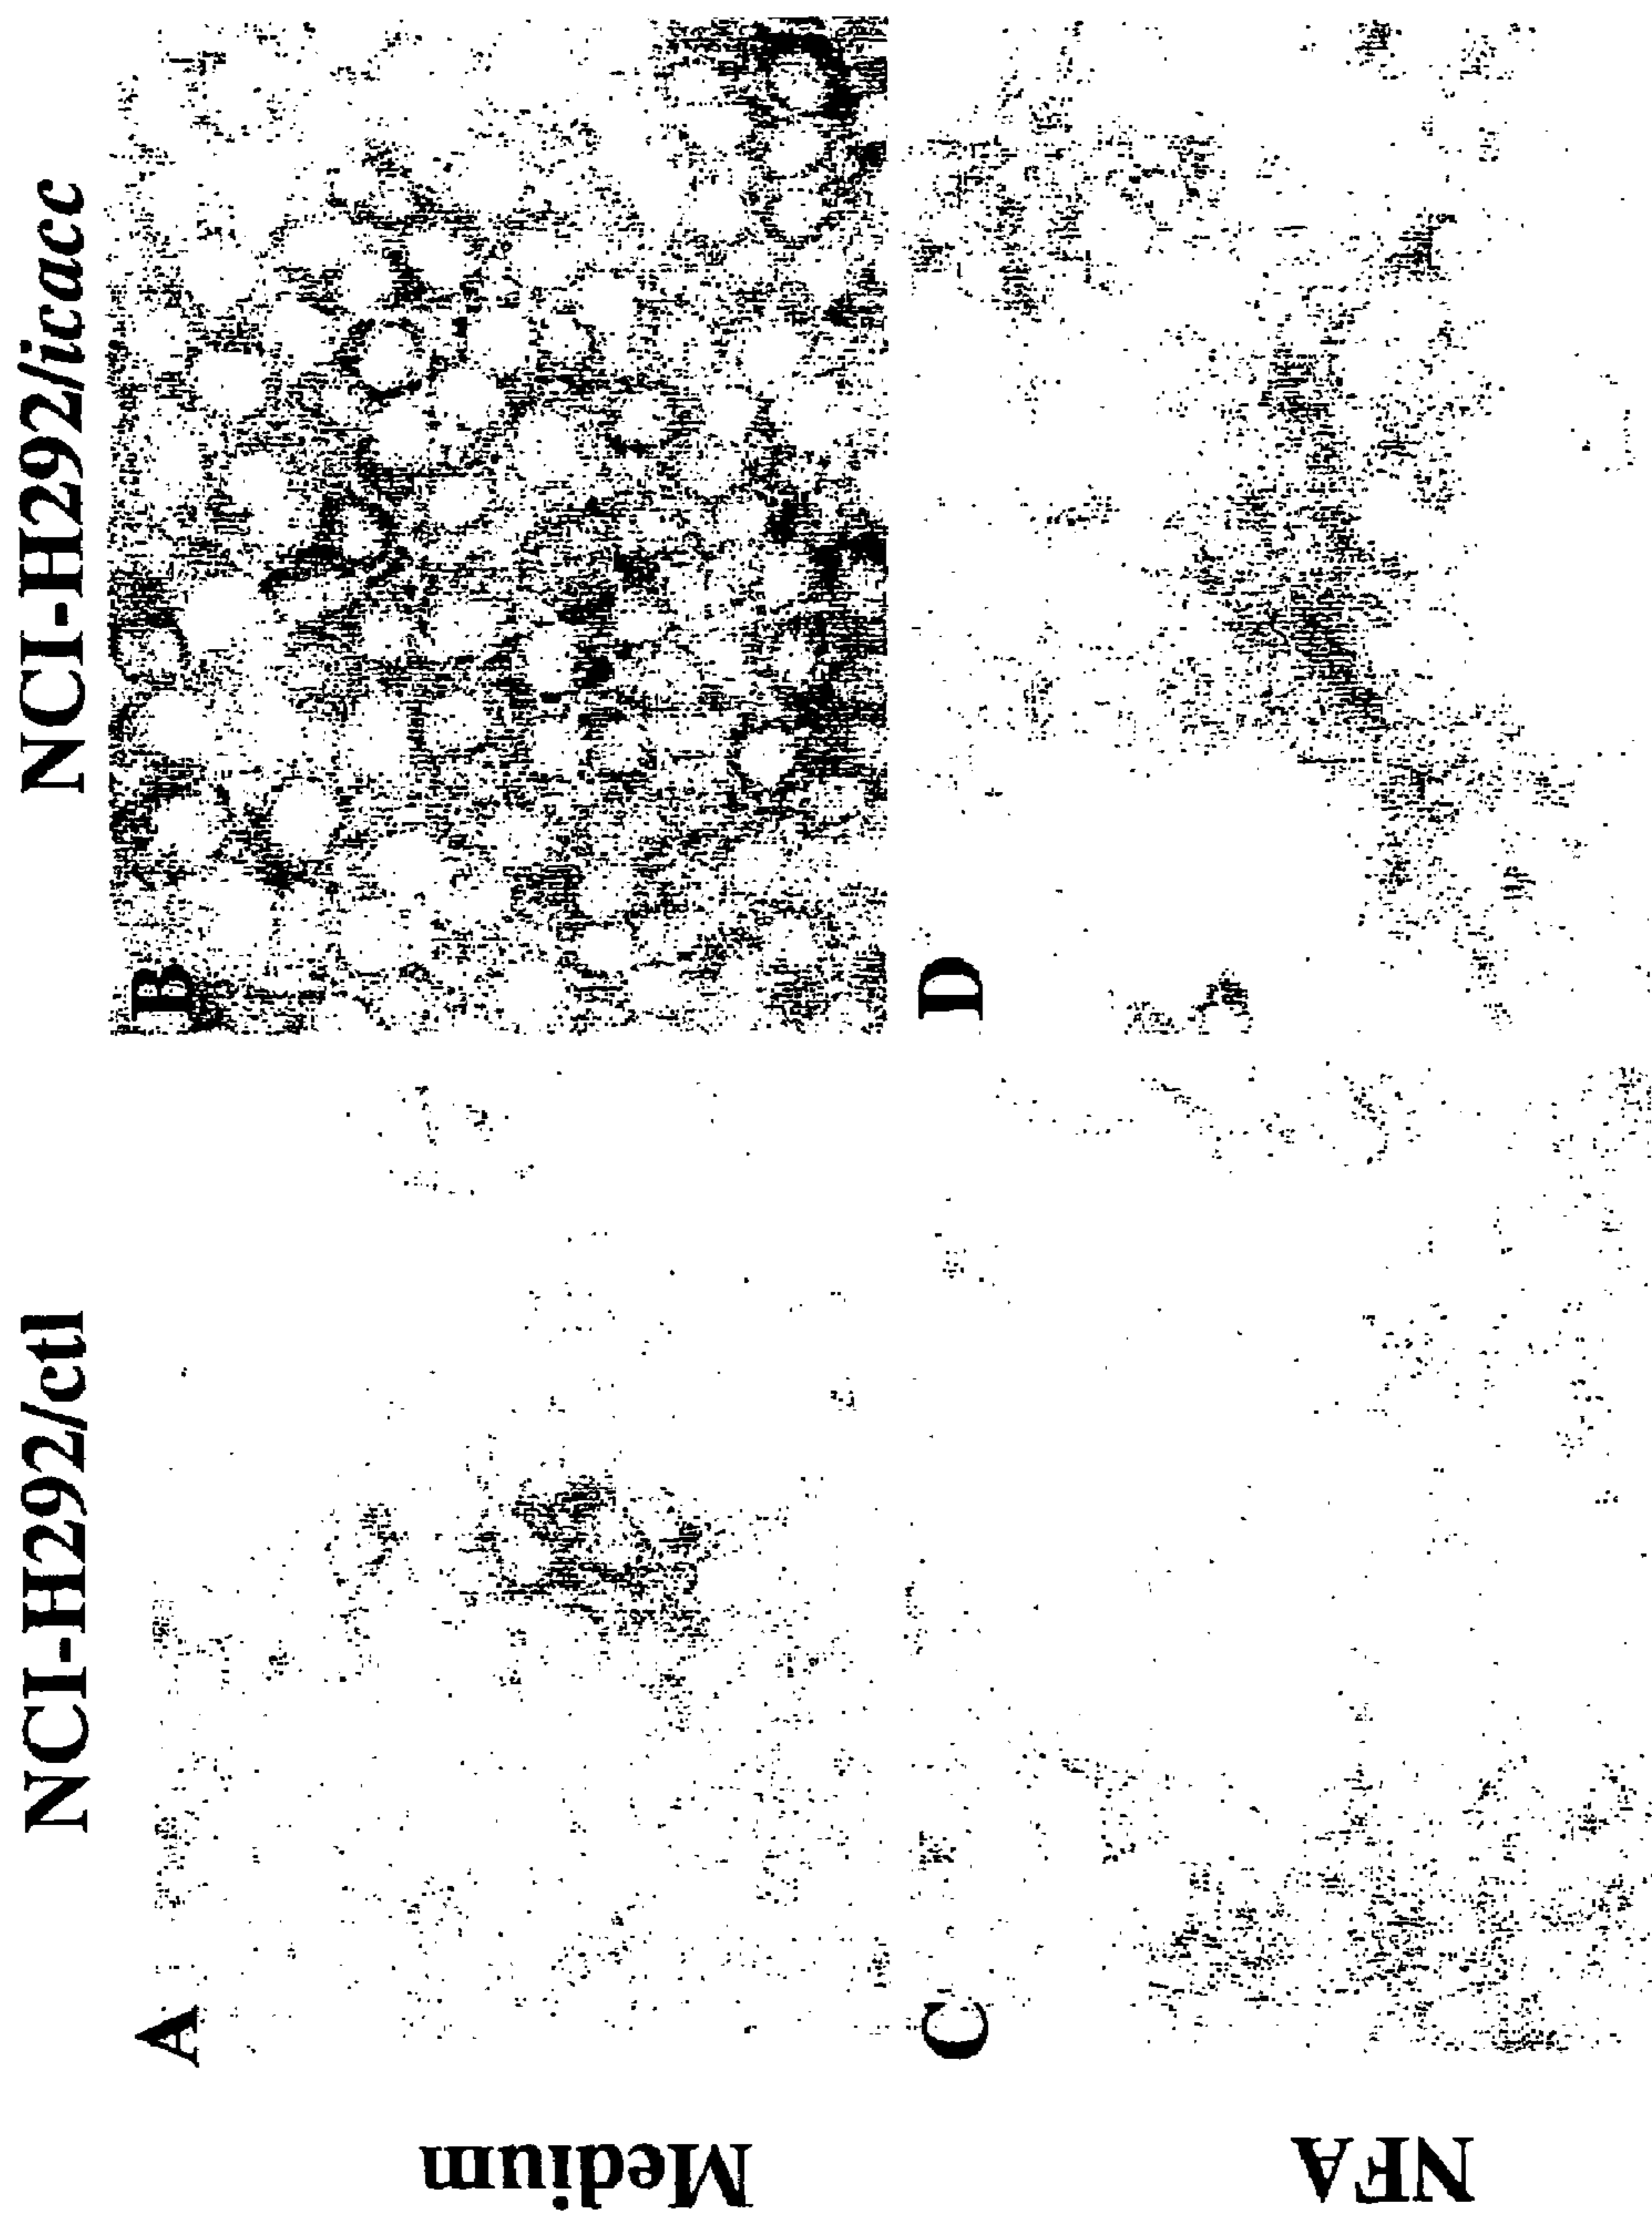 NCI-H292/ctl
NCI-H292/icacc
A
B
Medium
C
D
NFA